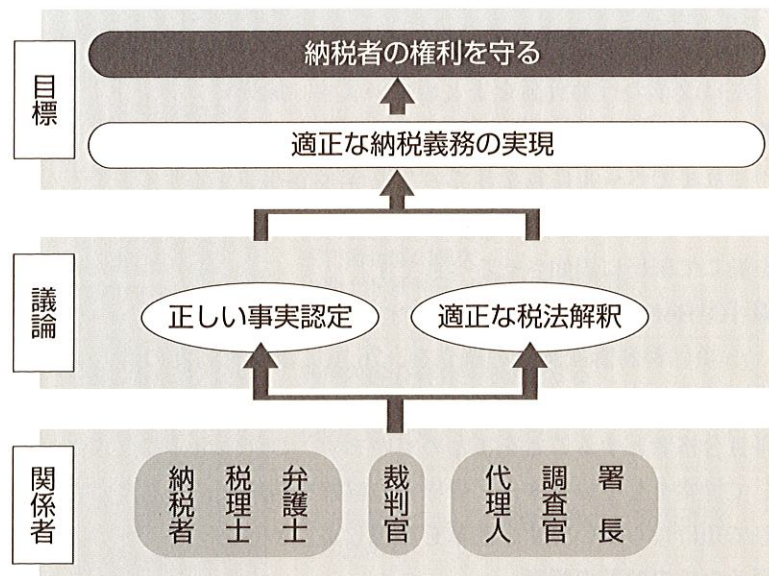 目標
納税者の権利を守る
適正な納税義務の実現
議論
正しい事実認定
適正な税法解釈
関係者
納税者
税理士
弁護士
裁判官
代理人
調査官
署長